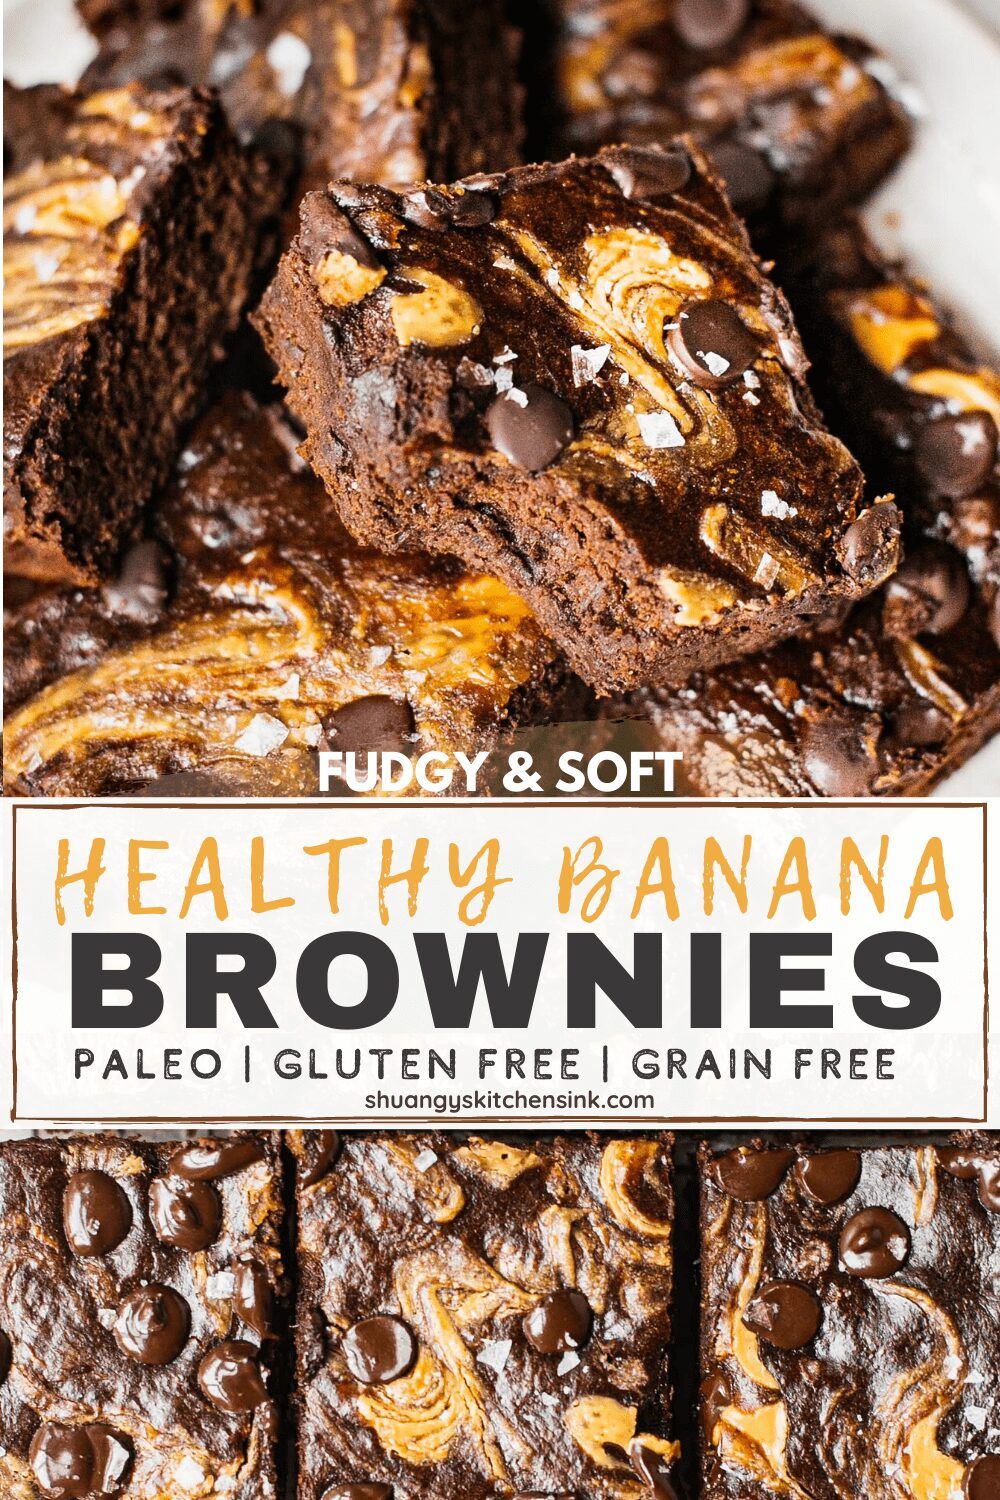 FUDGY & SOFT
HEALTHY BANANA
BROWNIES
PALEO | GLUTEN FREE | GRAIN FREE
shuangyskitchensink.com